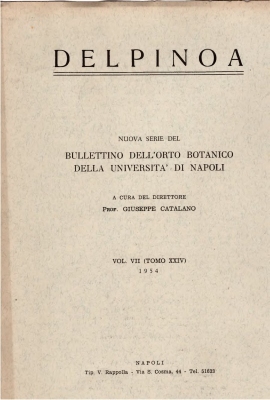 DELPINOA
NUOVA SERIE DEL
BULLETTINO DELL'ORTO BOTANICO
DELLA UNIVERSITA' DI NAPOLI
A CURA DEL DIRETTORE
PROF. GIUSEPPE CATALANO
VOL. VII (TOMO XXIV)
1954
NAPOLI
Tip. V. Rappolla - Via S. Cosma, 44 - Tel. 51633